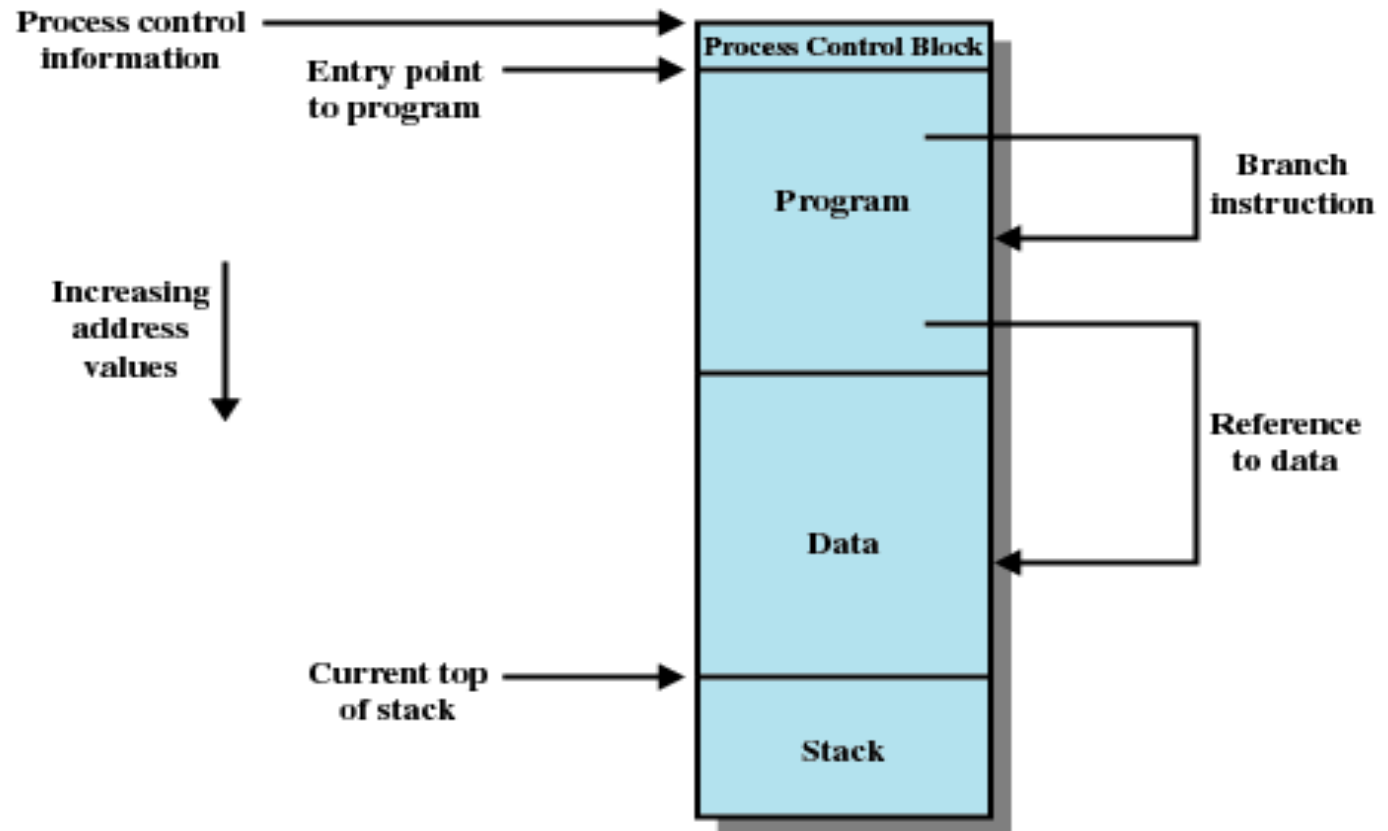 Process control
information
Process Control Block
Entry point
to program
Branch
instruction
Program
Increasing
address
values
Reference
to data
Data
Current top
of stack
Stack